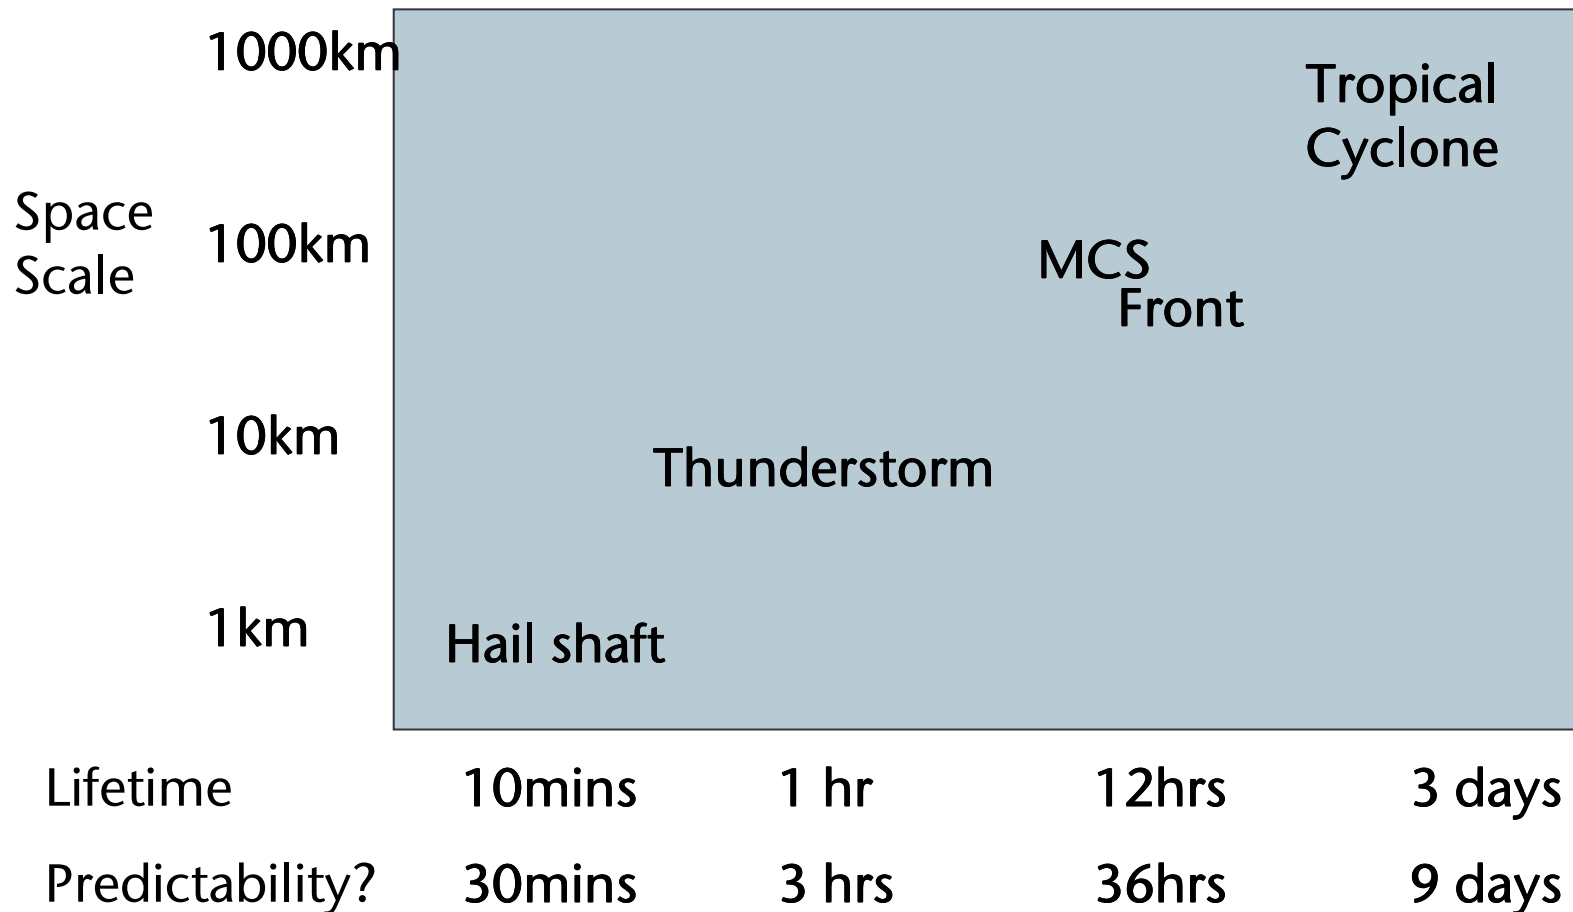 1000km
Tropical
Cyclone
Space
Scale
100km
MCS
Front
10km
Thunderstorm
1km
Hail shaft
Lifetime 10mins 1 hr 12hrs 3 days
Predictability? 30mins 3 hrs 36hrs 9 days